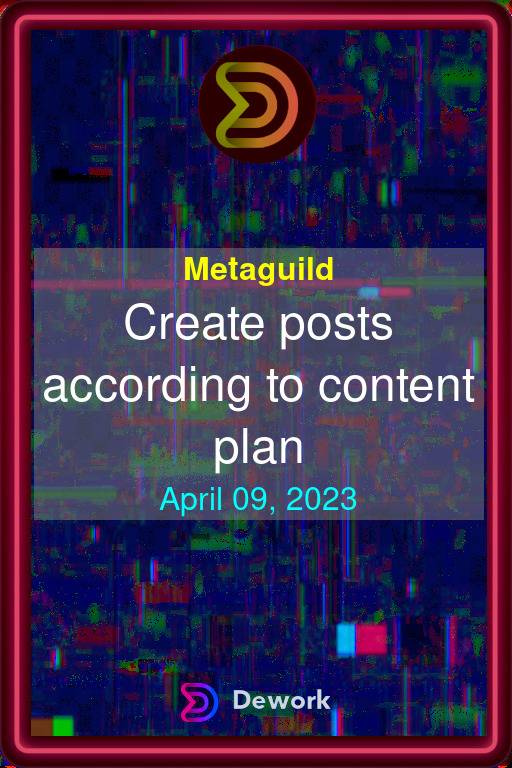 Metaguild
Create posts
according to content
plan
April 09, 2023
Dework